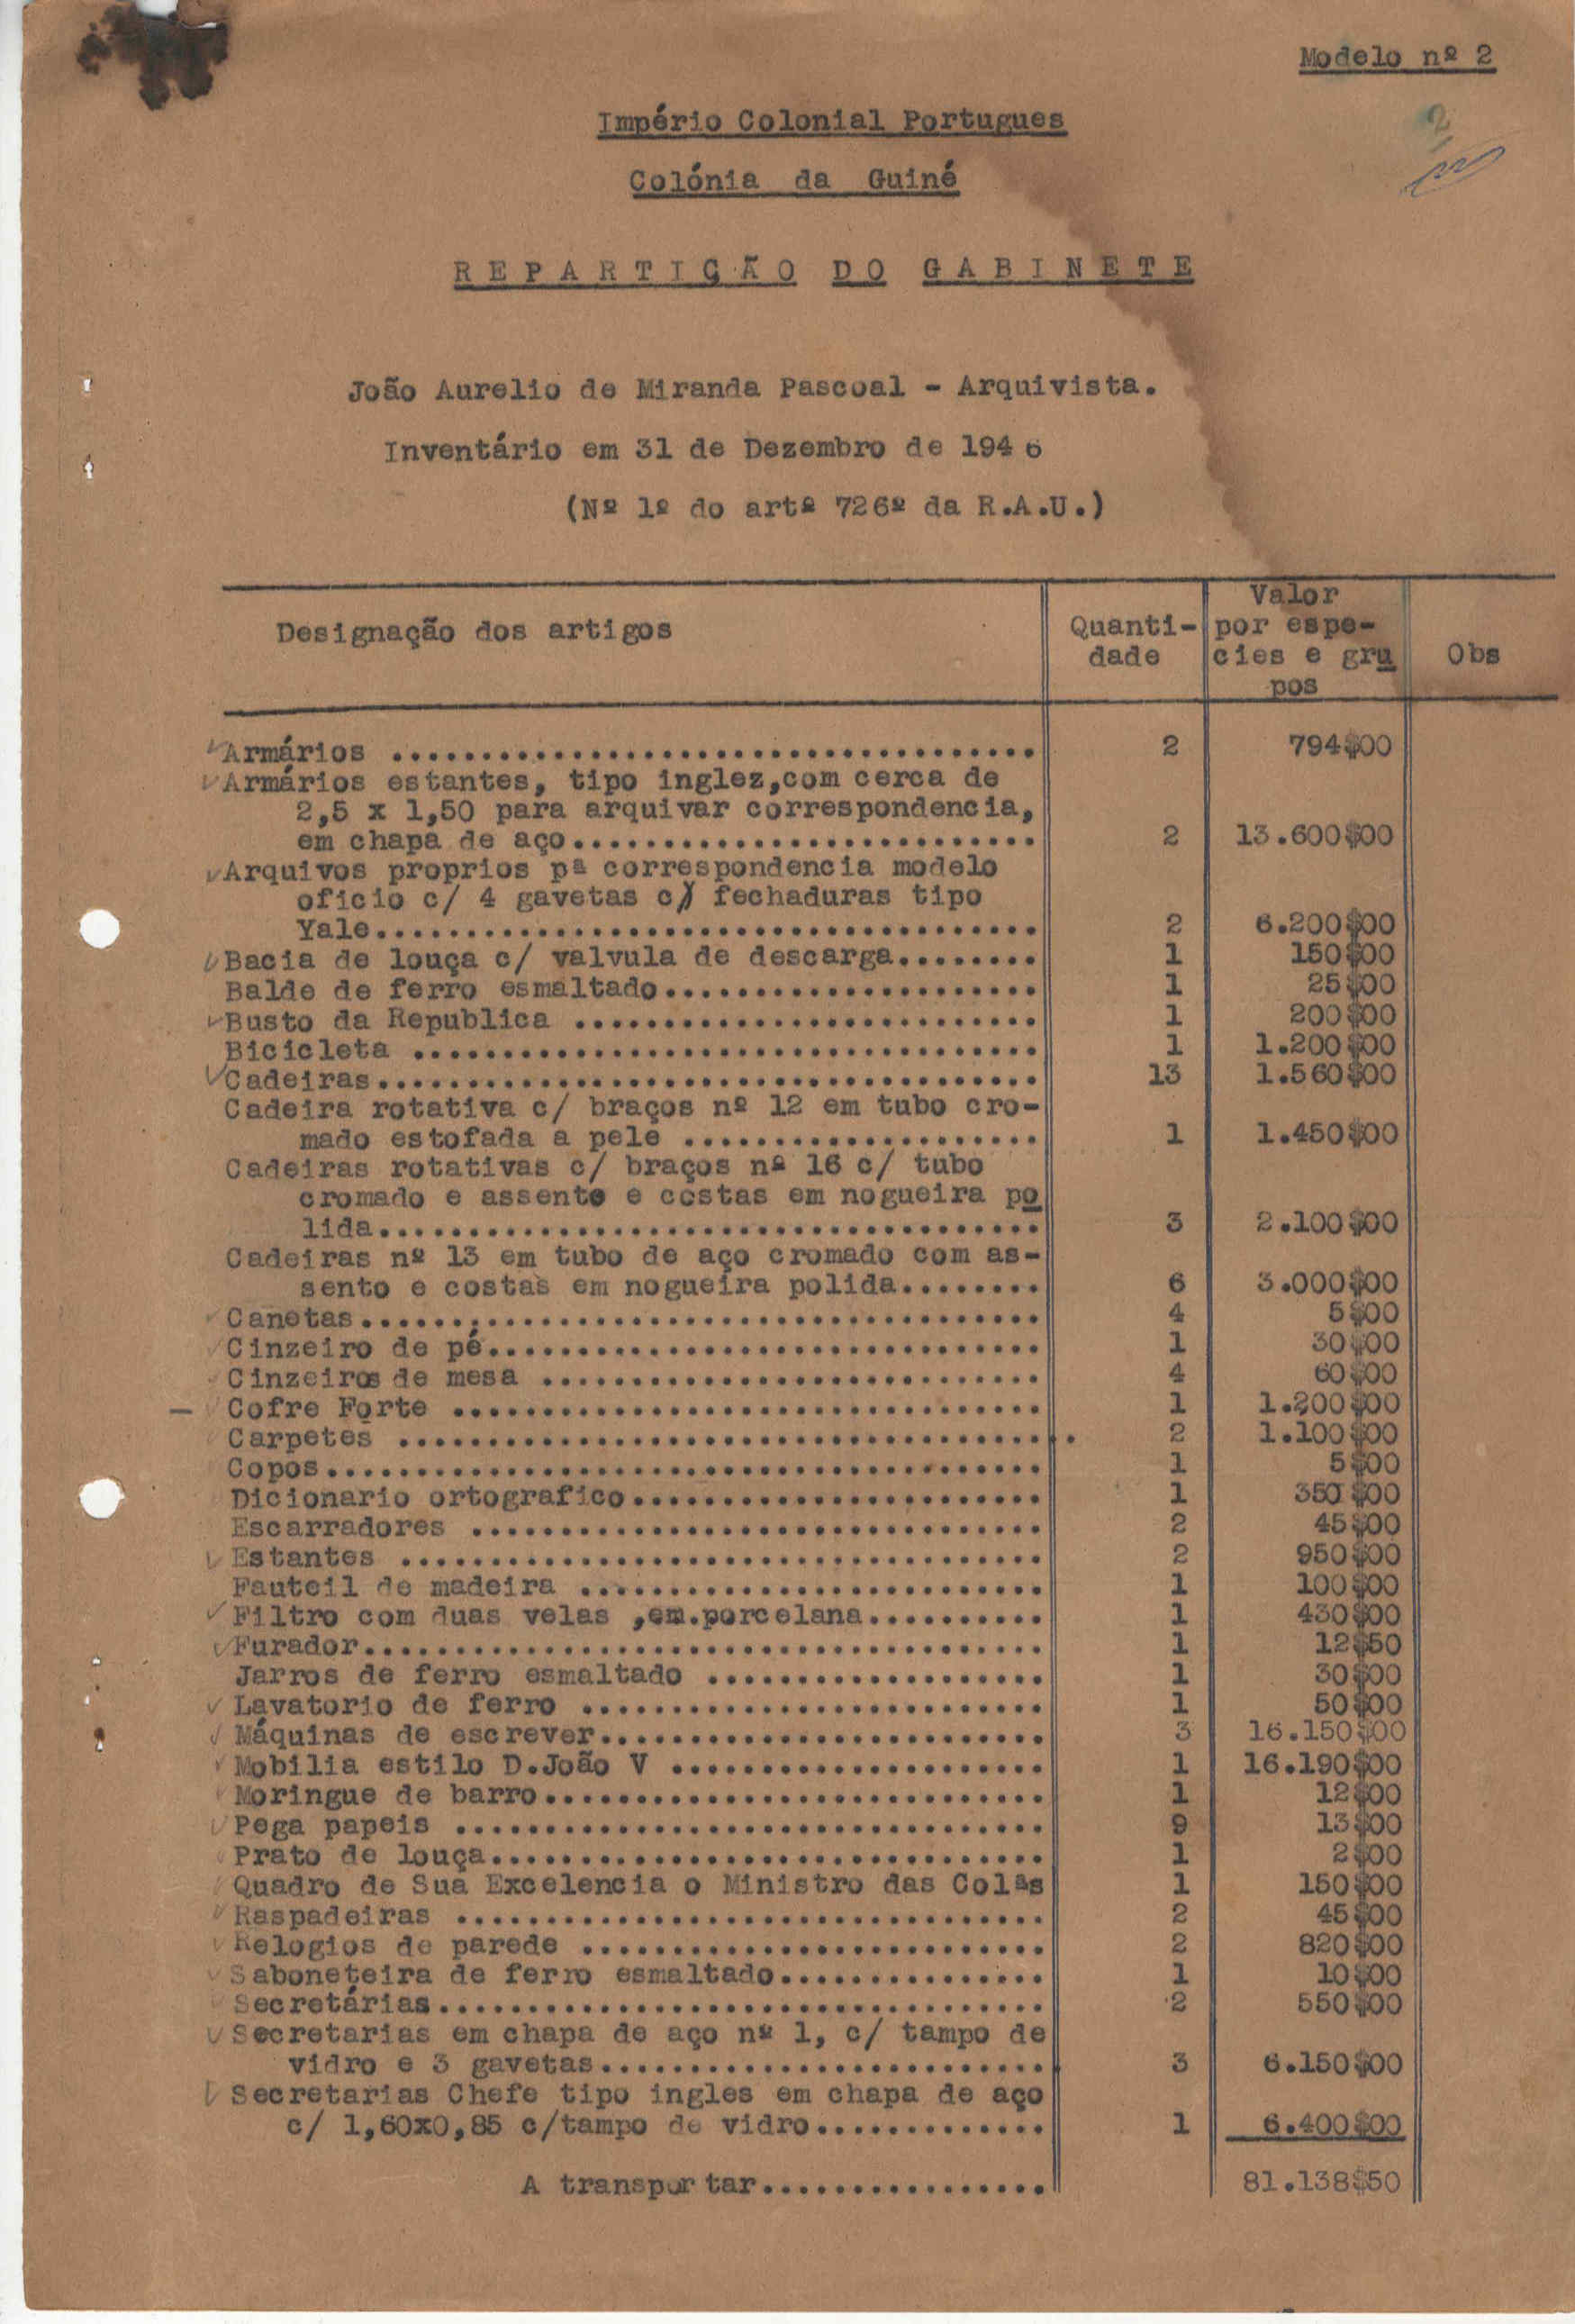 Modelo nº 2
Império Colonial Portugues
Colónia da Guiné
REPARTIÇÃO DO GABINETE
João Aurelio de Miranda Pascoal - Arquivista.
Inventário em 31 de Dezembro de 1946
(Nº 1º do artº 726º da R.A.U.)
Designação dos artigos | Quanti-dade | Valor por espe-cies e gru pos | Obs
Armários .................................... 2 794$00
Armários estantes, tipo inglez,com cerca de
2,5 x 1,50 para arquivar correspondencia,
em chapa de aço.......................... 2 13.600$00
Arquivos proprios pª correspondencia modelo
oficio c/ 4 gavetas c/ fechaduras tipo
Yale..................................... 2 6.200$00
Bacia de louça c/ valvula de descarga........ 1 150$00
Balde de ferro esmaltado..................... 1 25$00
Busto da Republica .......................... 1 200$00
Bicicleta ................................... 1 1.200$00
Cadeiras..................................... 13 1.560$00
Cadeira rotativa c/ braços nº 12 em tubo cro-
mado estofada a pele .................... 1 1.450$00
Cadeiras rotativas c/ braços nº 16 c/ tubo
cromado e assento e costas em nogueira po
lida..................................... 3 2.100$00
Cadeiras nº 13 em tubo de aço cromado com as-
sento e costas em nogueira polida........ 6 3.000$00
Canetas...................................... 4 5$00
Cinzeiro de pé............................... 1 30$00
Cinzeiros de mesa ........................... 4 60$00
- Cofre Forte ................................. 1 1.200$00
Carpetes .................................... 2 1.100$00
Copos........................................ 1 5$00
Dicionario ortografico....................... 1 350$00
Escarradores ................................ 2 45$00
Estantes .................................... 2 950$00
Fauteil de madeira .......................... 1 100$00
Filtro com duas velas ,em.porcelana.......... 1 430$00
Furador...................................... 1 12$50
Jarros de ferro esmaltado ................... 1 30$00
Lavatorio de ferro .......................... 1 50$00
Máquinas de escrever......................... 3 16.150$00
Mobilia estilo D.João V ..................... 1 16.190$00
Moringue de barro............................ 1 12$00
Pega papeis ................................. 9 13$00
Prato de louça............................... 1 2$00
Quadro de Sua Excelencia o Ministro das Colªs 1 150$00
Raspadeiras ................................. 2 45$00
Relogios de parede .......................... 2 820$00
Saboneteira de ferro esmaltado............... 1 10$00
Secretárias.................................. 2 550$00
Secretarias em chapa de aço nº 1, c/ tampo de
vidro e 3 gavetas......................... 3 6.150$00
Secretarias Chefe tipo ingles em chapa de aço
c/ 1,60x0,85 c/tampo de vidro............. 1 6.400$00
A transportar................ 81.138$50